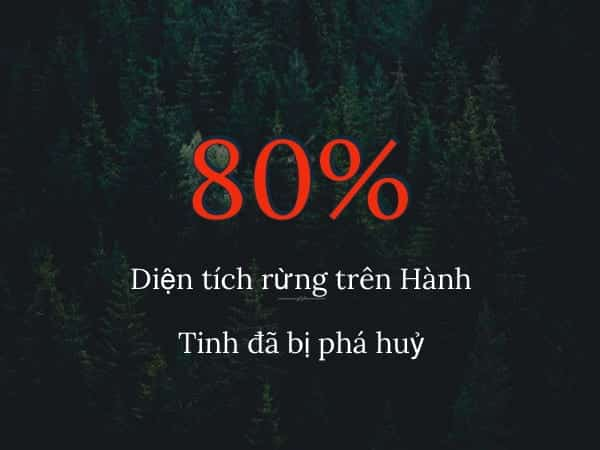 80%
Diện tích rừng trên Hành
Tinh đã bị phá huỷ